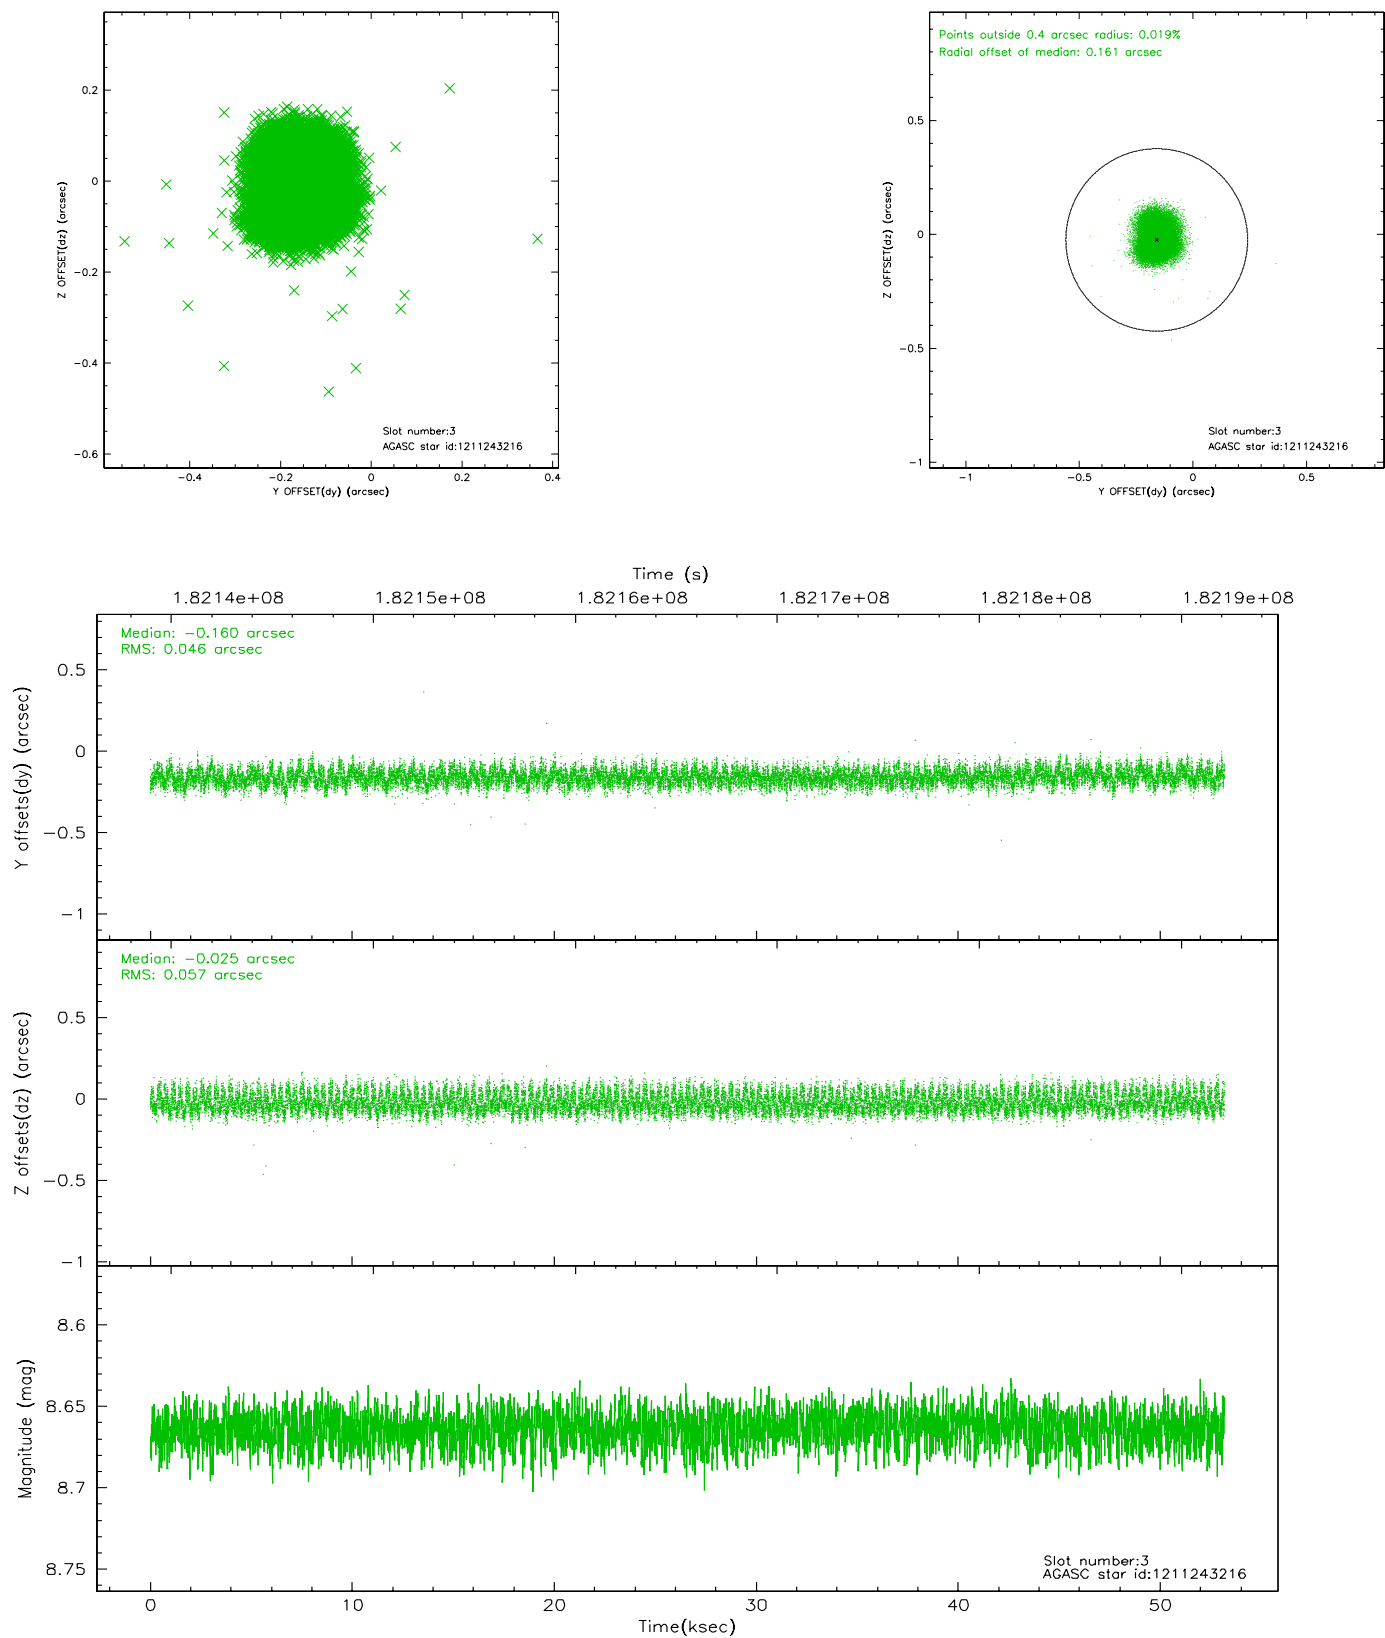 Points outside 0.4 arcsec radius: 0.019%
Radial offset of median: 0.161 arcsec
0.2
0
−0.2
−0.4
−0.6
Z OFFSET(dz) (arcsec)
−0.4
−0.2
0
0.2
0.4
Y OFFSET(dy) (arcsec)
Slot number:3
AGASC star id:1211243216
0.5
0
−0.5
−1
Z OFFSET(dz) (arcsec)
−1
−0.5
0
0.5
Y OFFSET(dy) (arcsec)
Slot number:3
AGASC star id:1211243216
Time (s)
1.8214e+08
1.8215e+08
1.8216e+08
1.8217e+08
1.8218e+08
1.8219e+08
Median: −0.160 arcsec
RMS: 0.046 arcsec
0.5
0
−0.5
−1
Y offsets(dy) (arcsec)
Median: −0.025 arcsec
RMS: 0.057 arcsec
0.5
0
−0.5
−1
Z offsets(dz) (arcsec)
8.6
8.65
8.7
8.75
Magnitude (mag)
Slot number:3
AGASC star id:1211243216
0
10
20
30
40
50
Time(ksec)